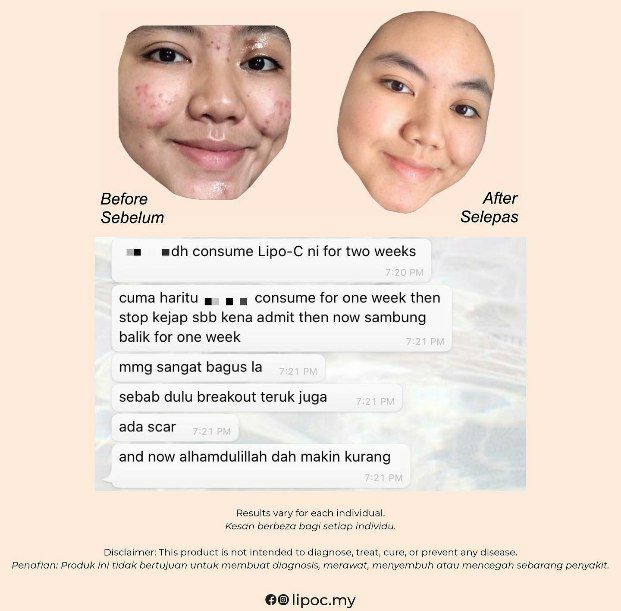 Before
Sebelum
After
Selepas
dh consume Lipo-C ni for two weeks
7:20 PM
cuma haritu consume for one week then
stop kejap sbb kena admit then now sambung
balik for one week
7:21 PM
mmg sangat bagus la
7:21 PM
sebab dulu breakout teruk juga
7:21 PM
ada scar
7:21 PM
and now alhamdulillah dah makin kurang
7:21 PM
Results vary for each individual.
Kesan berbeza bagi setiap individu.
Disclaimer: This product is not intended to diagnose, treat, cure, or prevent any disease.
Penafian: Produk ini tidak bertujuan untuk membuat diagnosis, merawat, menyembuh atau mencegah sebarang penyakit.
lipoc.my